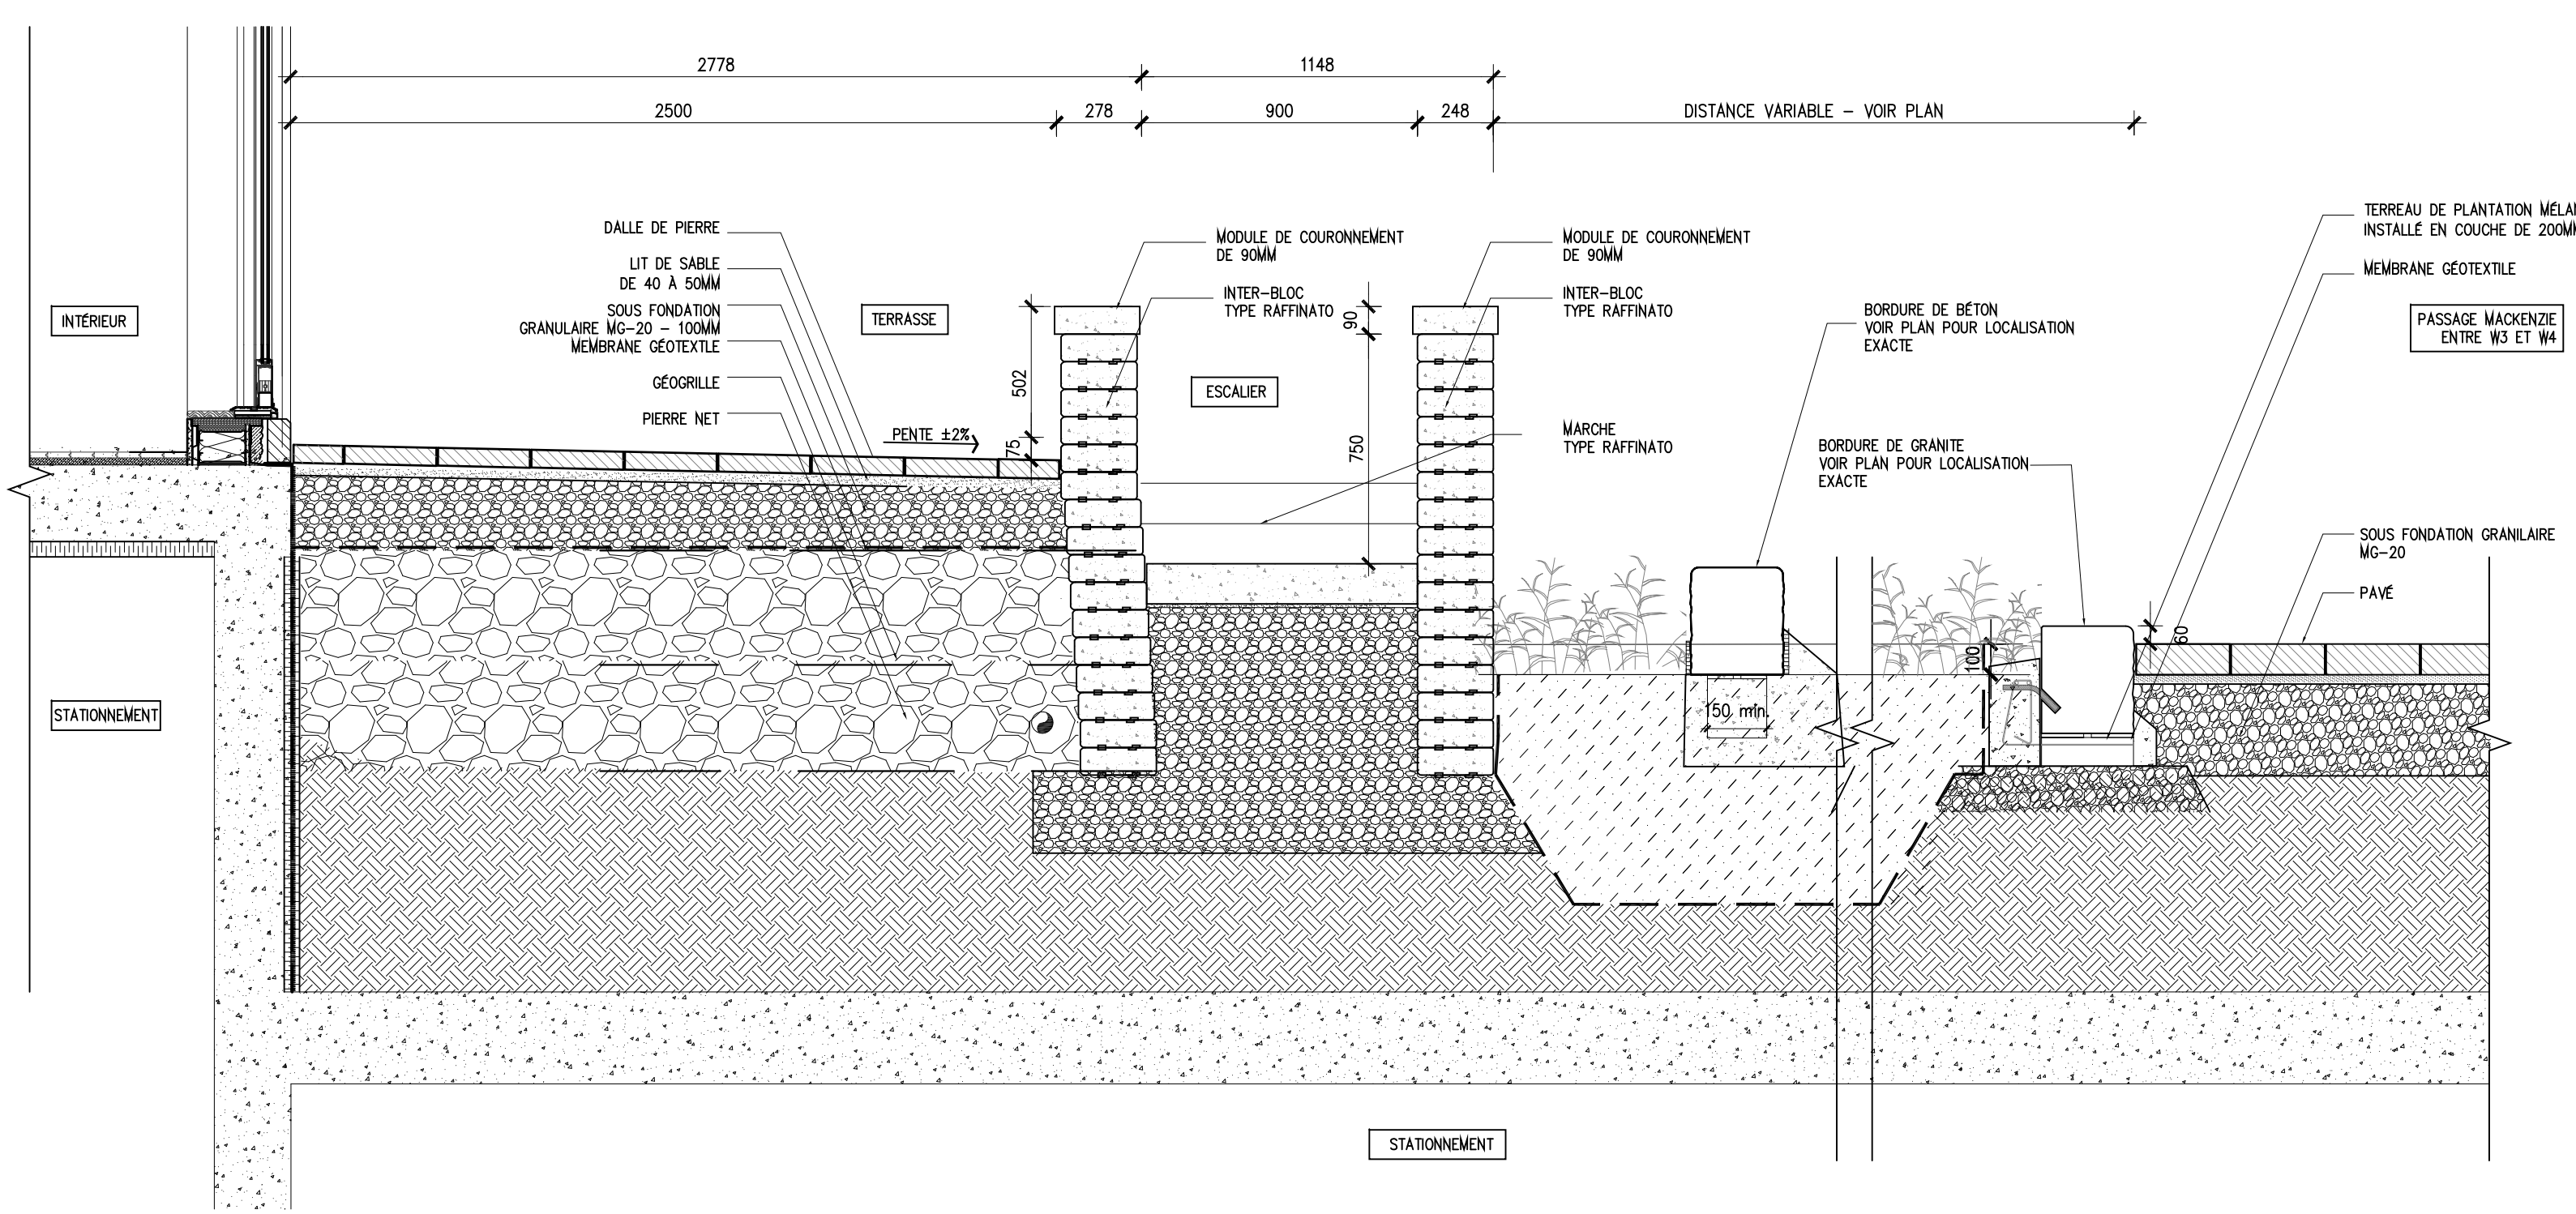 2778
1148
2500
278
900
248
DISTANCE VARIABLE – VOIR PLAN
DALLE DE PIERRE
LIT DE SABLE
DE 40 À 50MM
SOUS FONDATION
GRANULAIRE MG-20 – 100MM
MEMBRANE GÉOTEXTLE
GÉOGRILLE
PIERRE NET
INTÉRIEUR
TERRASSE
PENTE ±2%
502
75
MODULE DE COURONNEMENT
DE 90MM
INTER-BLOC
TYPE RAFFINATO
90
750
ESCALIER
MODULE DE COURONNEMENT
DE 90MM
INTER-BLOC
TYPE RAFFINATO
MARCHE
TYPE RAFFINATO
BORDURE DE BÉTON
VOIR PLAN POUR LOCALISATION
EXACTE
BORDURE DE GRANITE
VOIR PLAN POUR LOCALISATION
EXACTE
TERREAU DE PLANTATION
INSTALLÉ EN COUCHE DE
MEMBRANE GÉOTEXTILE
PASSAGE MACKENZIE
ENTRE W3 ET W4
SOUS FONDATION GRANILAIRE
MG-20
PAVÉ
60
100
150 min.
STATIONNEMENT
STATIONNEMENT